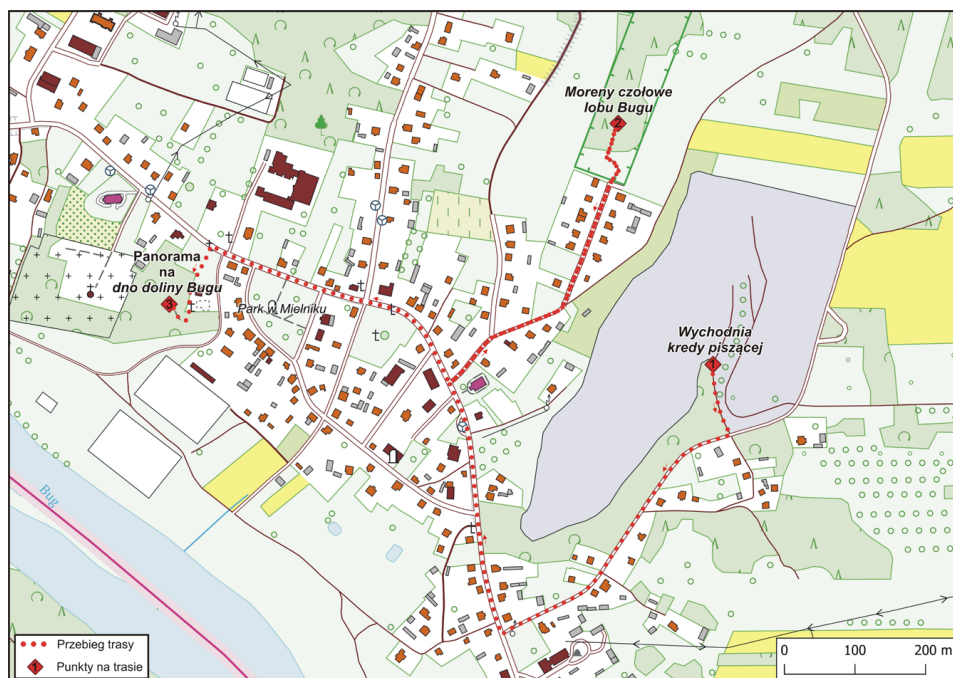 Moreny czołowe
lobu Bugu
2
Panorama
na
dno doliny Bugu
3
Park w Mielniku
Wychodnia
kredy piszącej
1
Bug
Przebieg trasy
1 Punkty na trasie
0 100 200 m